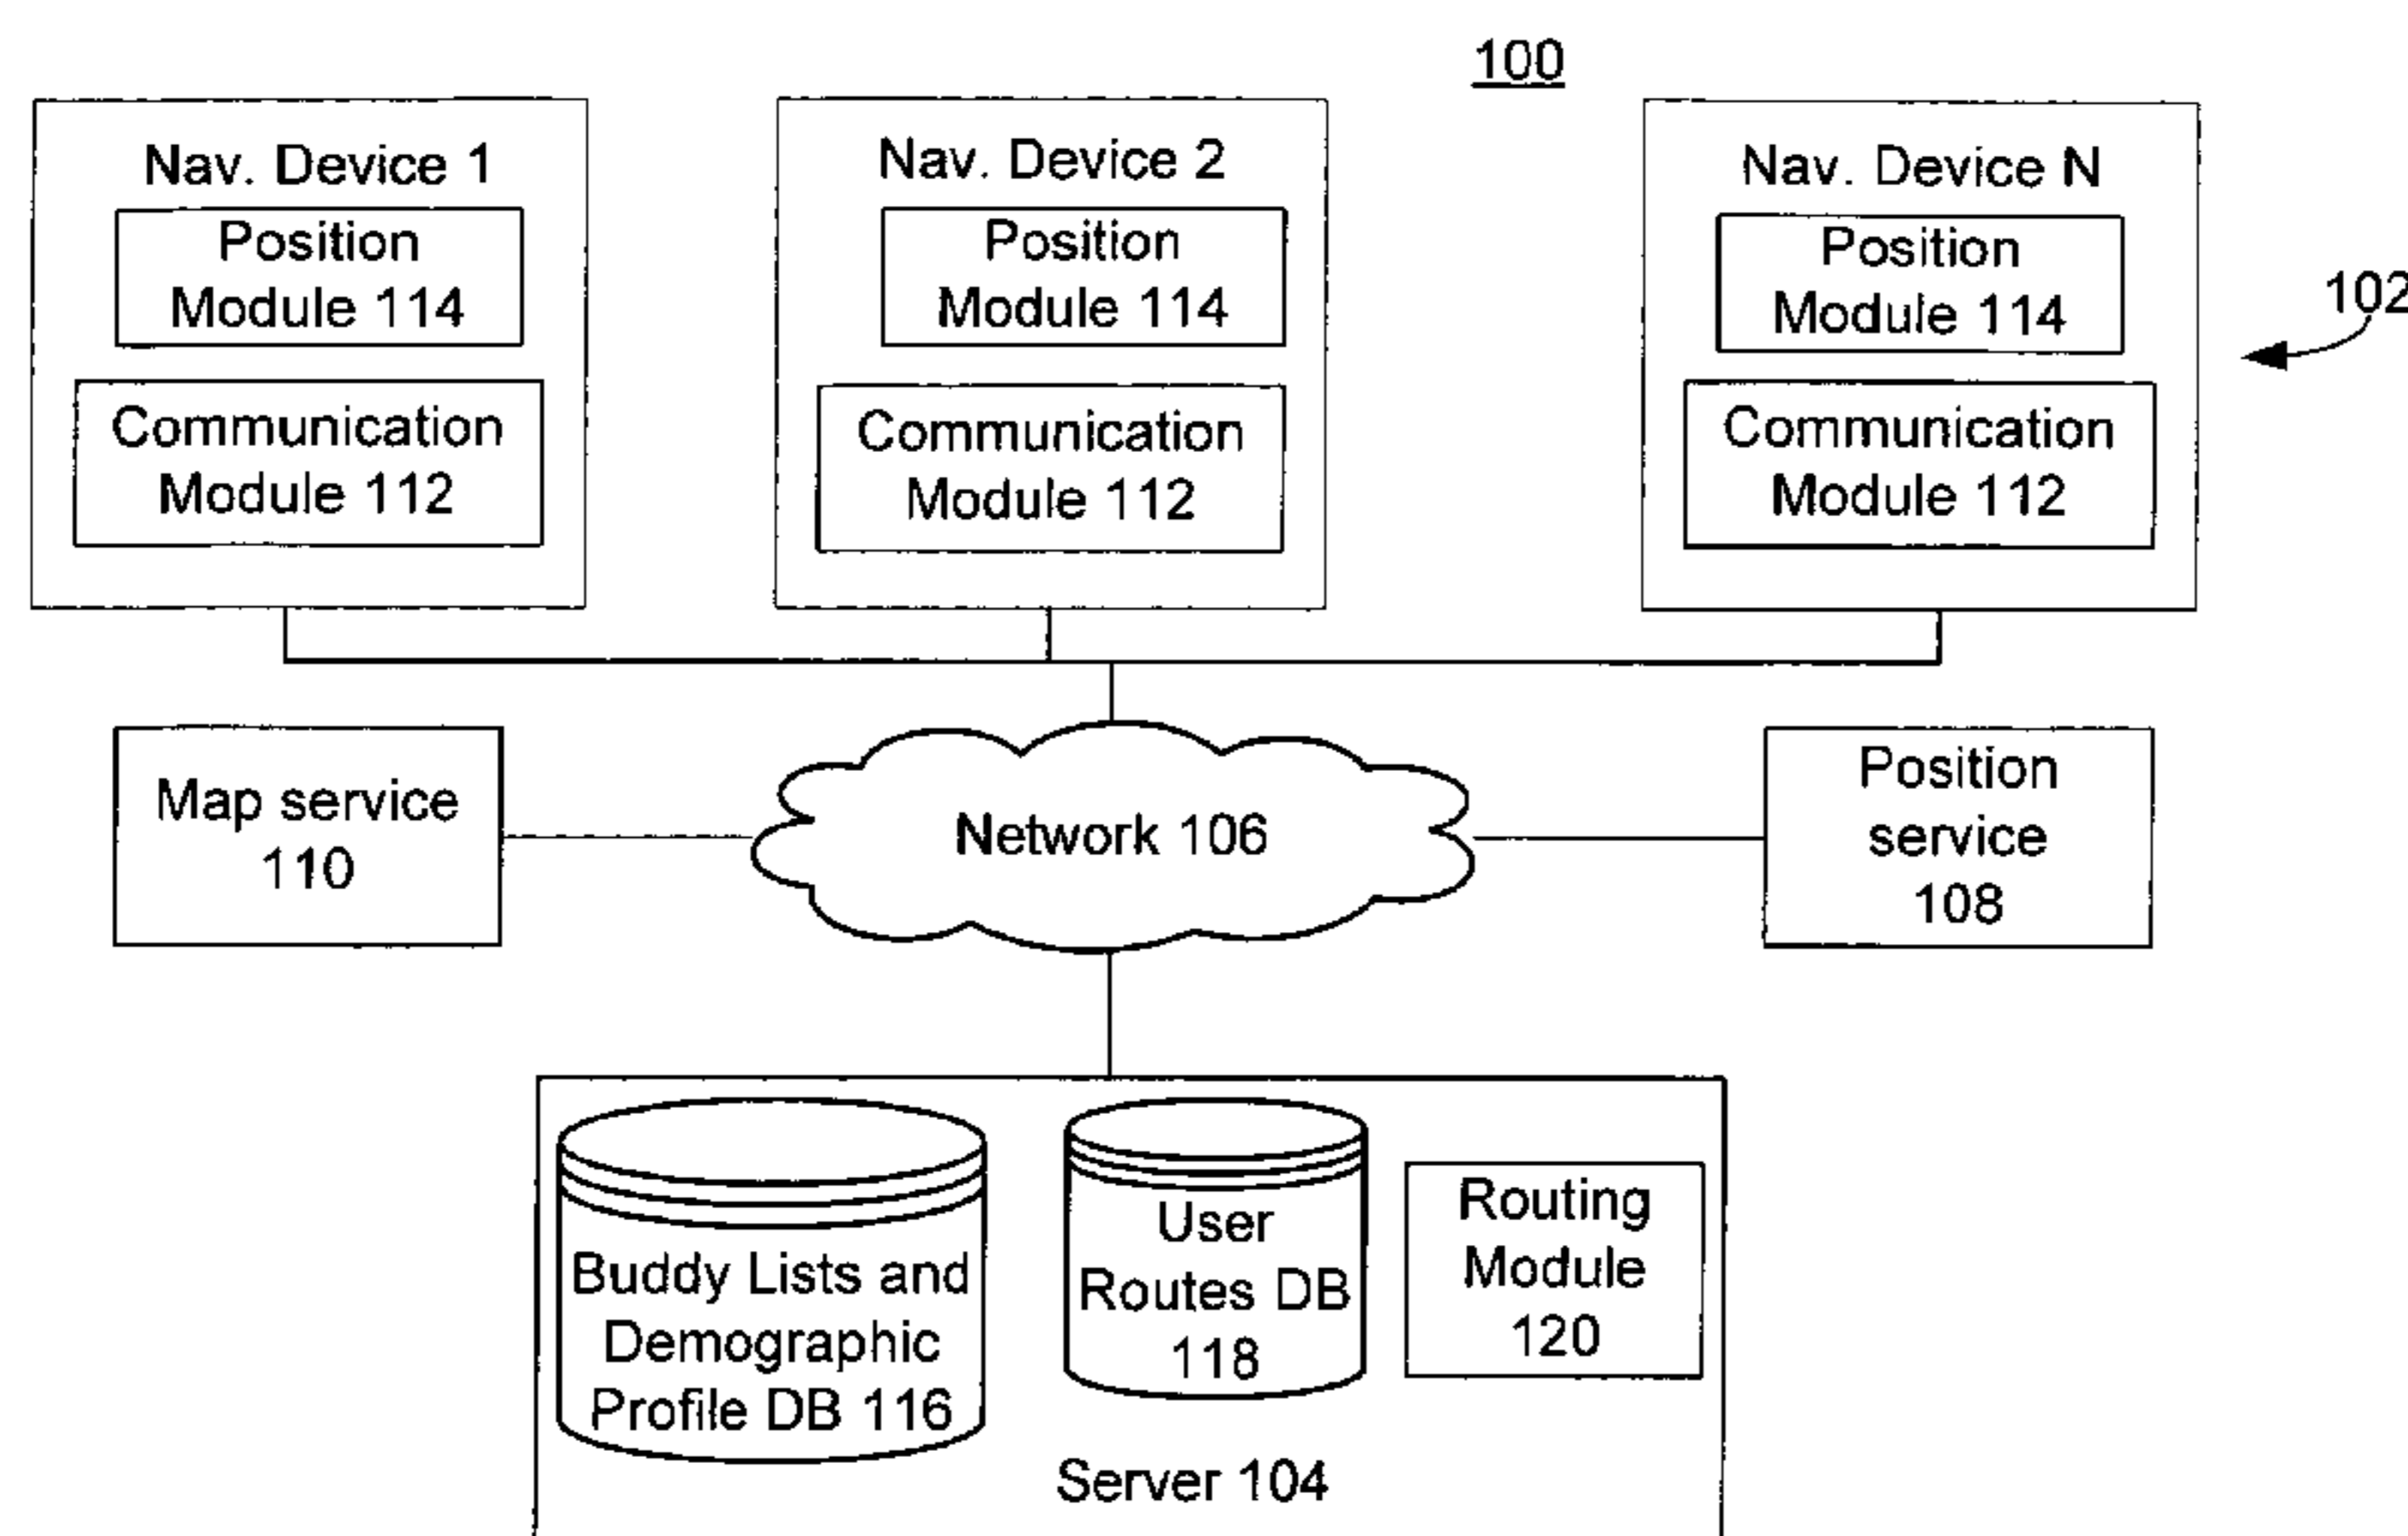 100
Nav. Device 1
Position
Module 114
Communication
Module 112
Nav. Device 2
Position
Module 114
Communication
Module 112
Nav. Device N
Position
Module 114
Communication
Module 112
102
Map service
110
Network 106
Position
service
108
Buddy Lists and
Demographic
Profile DB 116
User
Routes DB
118
Routing
Module
120
Server 104